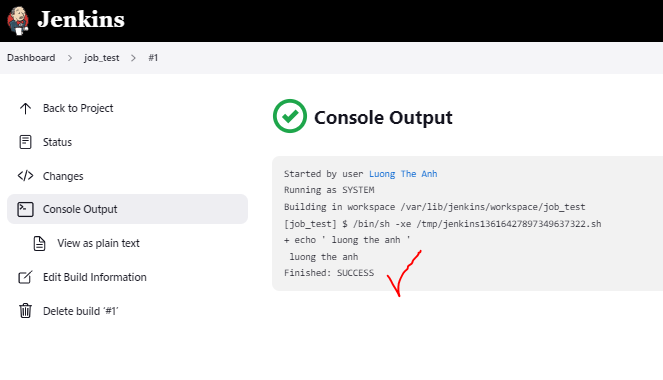 Jenkins
Dashboard > job_test > #1
Back to Project
Status
Changes
Console Output
View as plain text
Edit Build Information
Delete build '#1'
Console Output
Started by user Luong The Anh
Running as SYSTEM
Building in workspace /var/lib/jenkins/workspace/job_test
[job_test] $ /bin/sh -xe /tmp/jenkins13616427897349637322.sh
+ echo ' luong the anh '
 luong the anh
Finished: SUCCESS